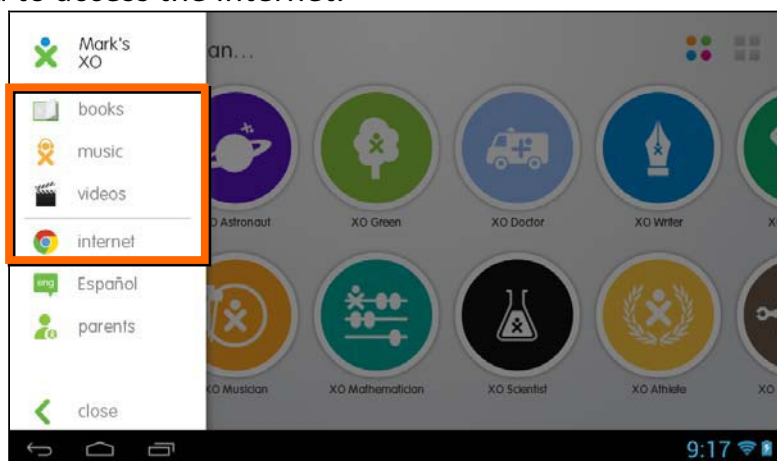 to access the internet.
Mark's
XO
an...
books
music
videos
internet
eng Español
parents
close
O Astronaut XO Green XO Doctor XO Writer X
XO Musician XO Mathematician XO Scientist XO Athlete XO
9:17